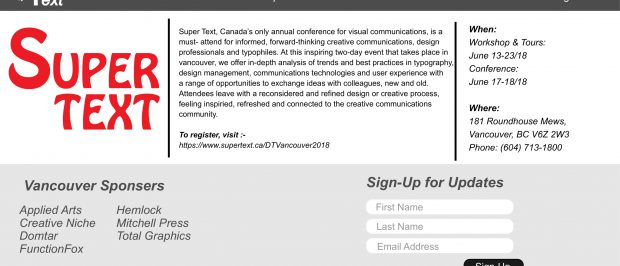 Text
SUPER
TEXT
Super Text, Canada's only annual conference for visual communications, is a
must- attend for informed, forward-thinking creative communications, design
professionals and typophiles. At this inspiring two-day event that takes place in
vancouver, we offer in-depth analysis of trends and best practices in typography,
design management, communications technologies and user experience with
a range of opportunities to exchange ideas with colleagues, new and old.
Attendees leave with a reconsidered and refined design or creative process,
feeling inspiried, refreshed and connected to the creative communications
community.
To register, visit :-
https://www.supertext.ca/DTVancouver2018
When:
Workshop & Tours:
June 13-23/18
Conference:
June 17-18/18
Where:
181 Roundhouse Mews,
Vancouver, BC V6Z 2W3
Phone: (604) 713-1800
Vancouver Sponsers
Applied Arts
Creative Niche
Domtar
FunctionFox
Hemlock
Mitchell Press
Total Graphics
Sign-Up for Updates
First Name
Last Name
Email Address
Sign Up